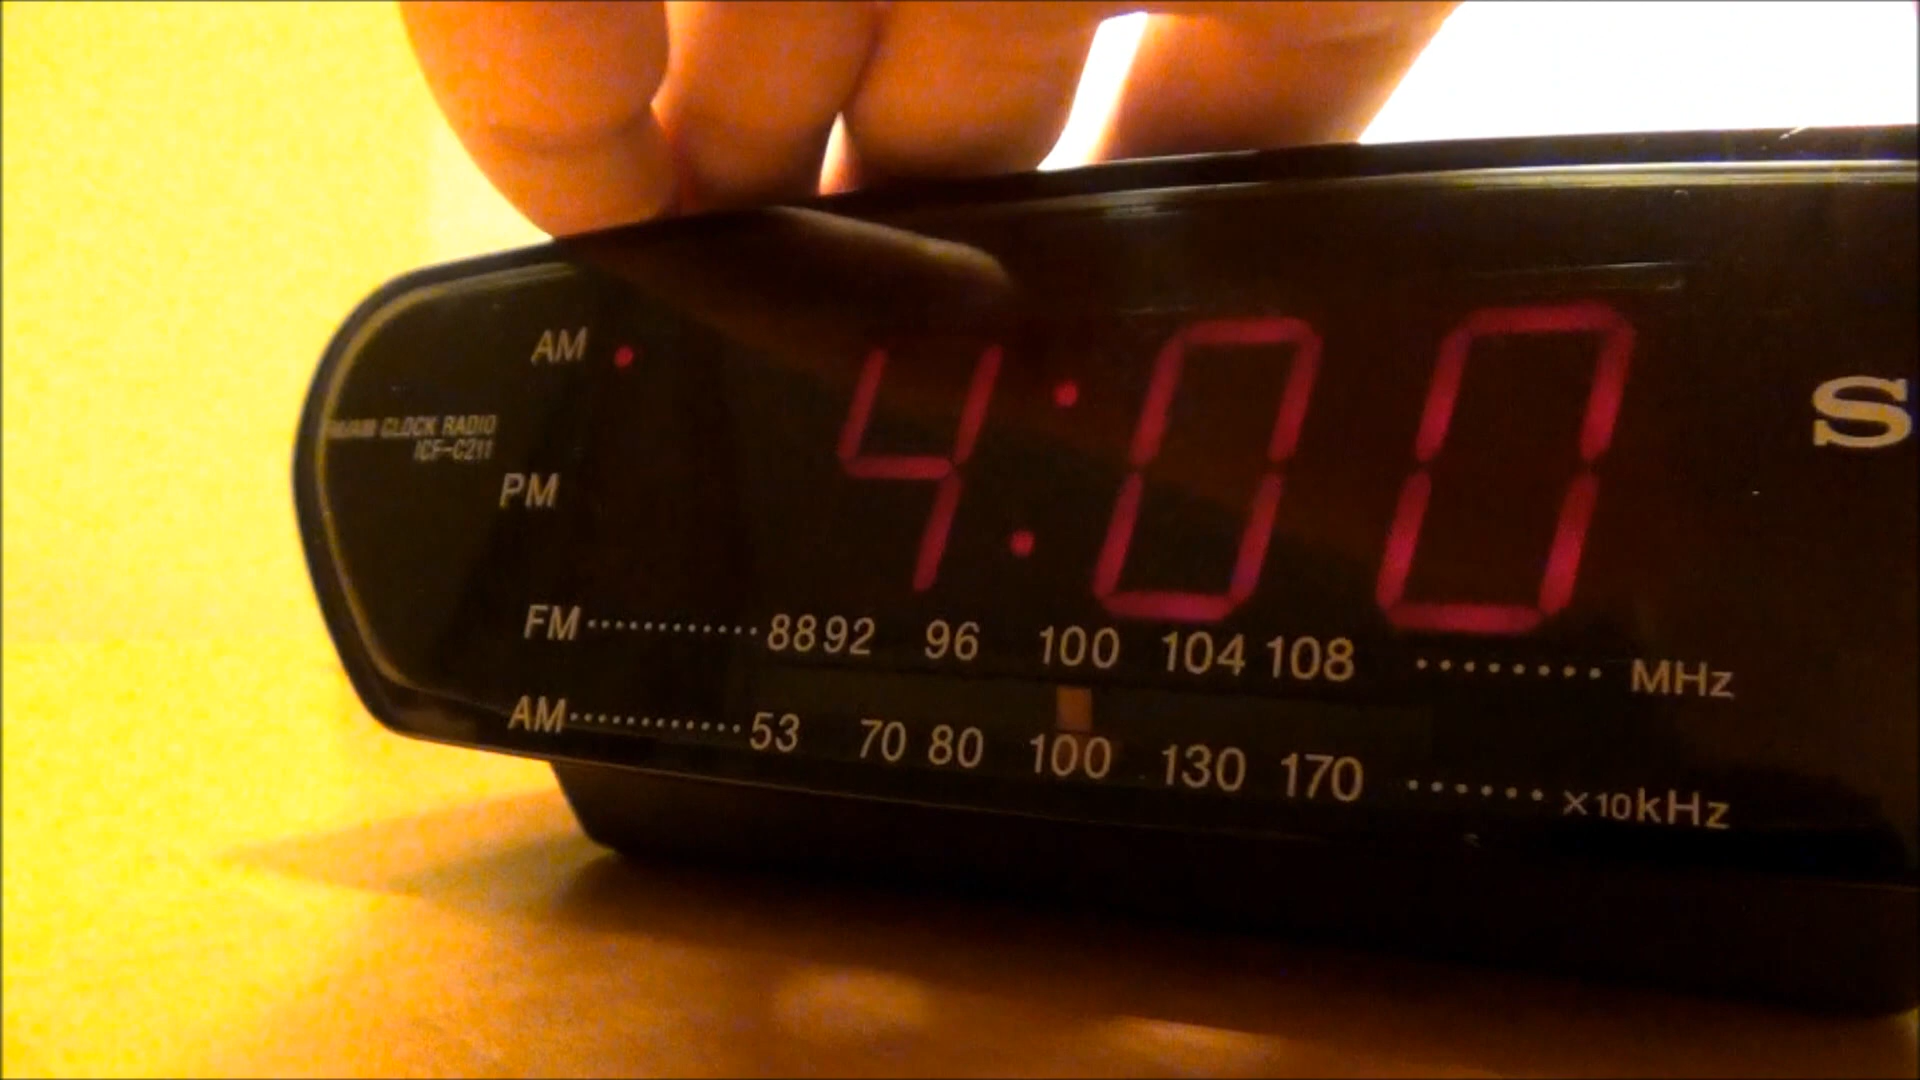 AM
4:00
S
CLOCK RADIO
ICF-C211
PM
FM 88 92 96 100 104 108 MHz
AM 53 70 80 100 130 170 x10kHz